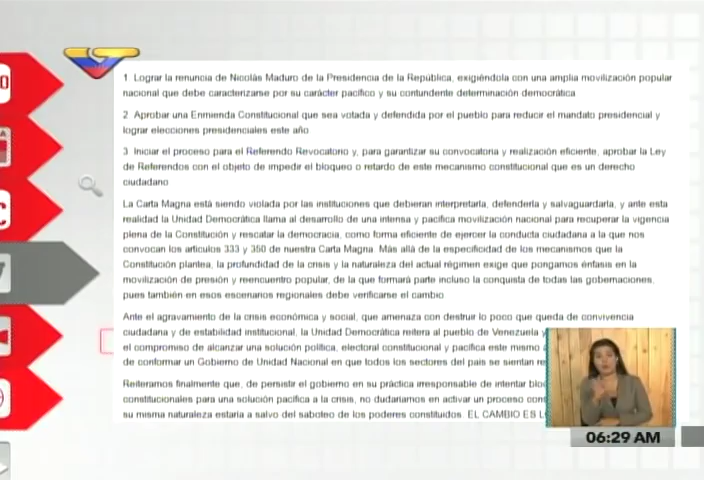 1 Lograr la renuncia de Nicolás Maduro de la Presidencia de la República, exigiéndola con una amplia movilización popular
nacional que debe caracterizarse por su carácter pacífico y su contundente determinación democrática
2 Aprobar una Enmienda Constitucional que sea votada y defendida por el pueblo para reducir el mandato presidencial y
lograr elecciones presidenciales este año
3 Iniciar el proceso para el Referendo Revocatorio y, para garantizar su convocatoria y realización eficiente, aprobar la Ley
de Referendos con el objeto de impedir el bloqueo o retardo de este mecanismo constitucional que es un derecho
ciudadano
La Carta Magna está siendo violada por las instituciones que debieran interpretarla, defenderla y salvaguardarla, y ante esta
realidad la Unidad Democrática llama al desarrollo de una intensa y pacífica movilización nacional para recuperar la vigencia
plena de la Constitución y rescatar la democracia, como forma eficiente de ejercer la conducta ciudadana a la que nos
convocan los artículos 333 y 350 de nuestra Carta Magna. Más allá de la especificidad de los mecanismos que la
Constitución plantea, la profundidad de la crisis y la naturaleza del actual régimen exige que pongamos énfasis en la
movilización de presión y reencuentro popular, de la que formará parte incluso la conquista de todas las gobernaciones,
pues también en esos escenarios regionales debe verificarse el cambio
Ante el agravamiento de la crisis económica y social, que amenaza con destruir lo poco que queda de convivencia
ciudadana y de estabilidad institucional, la Unidad Democrática reitera al pueblo de Venezuela y
el compromiso de alcanzar una solución política, electoral constitucional y pacífica este mismo
de conformar un Gobierno de Unidad Nacional en que todos los sectores del país se sientan
Reiteramos finalmente que, de persistir el gobierno en su práctica irresponsable de intentar
constitucionales para una solución pacífica a la crisis, no dudaríamos en activar un proceso
su misma naturaleza estaría a salvo del saboteo de los poderes constituidos. EL CAMBIO ES
06:29 AM